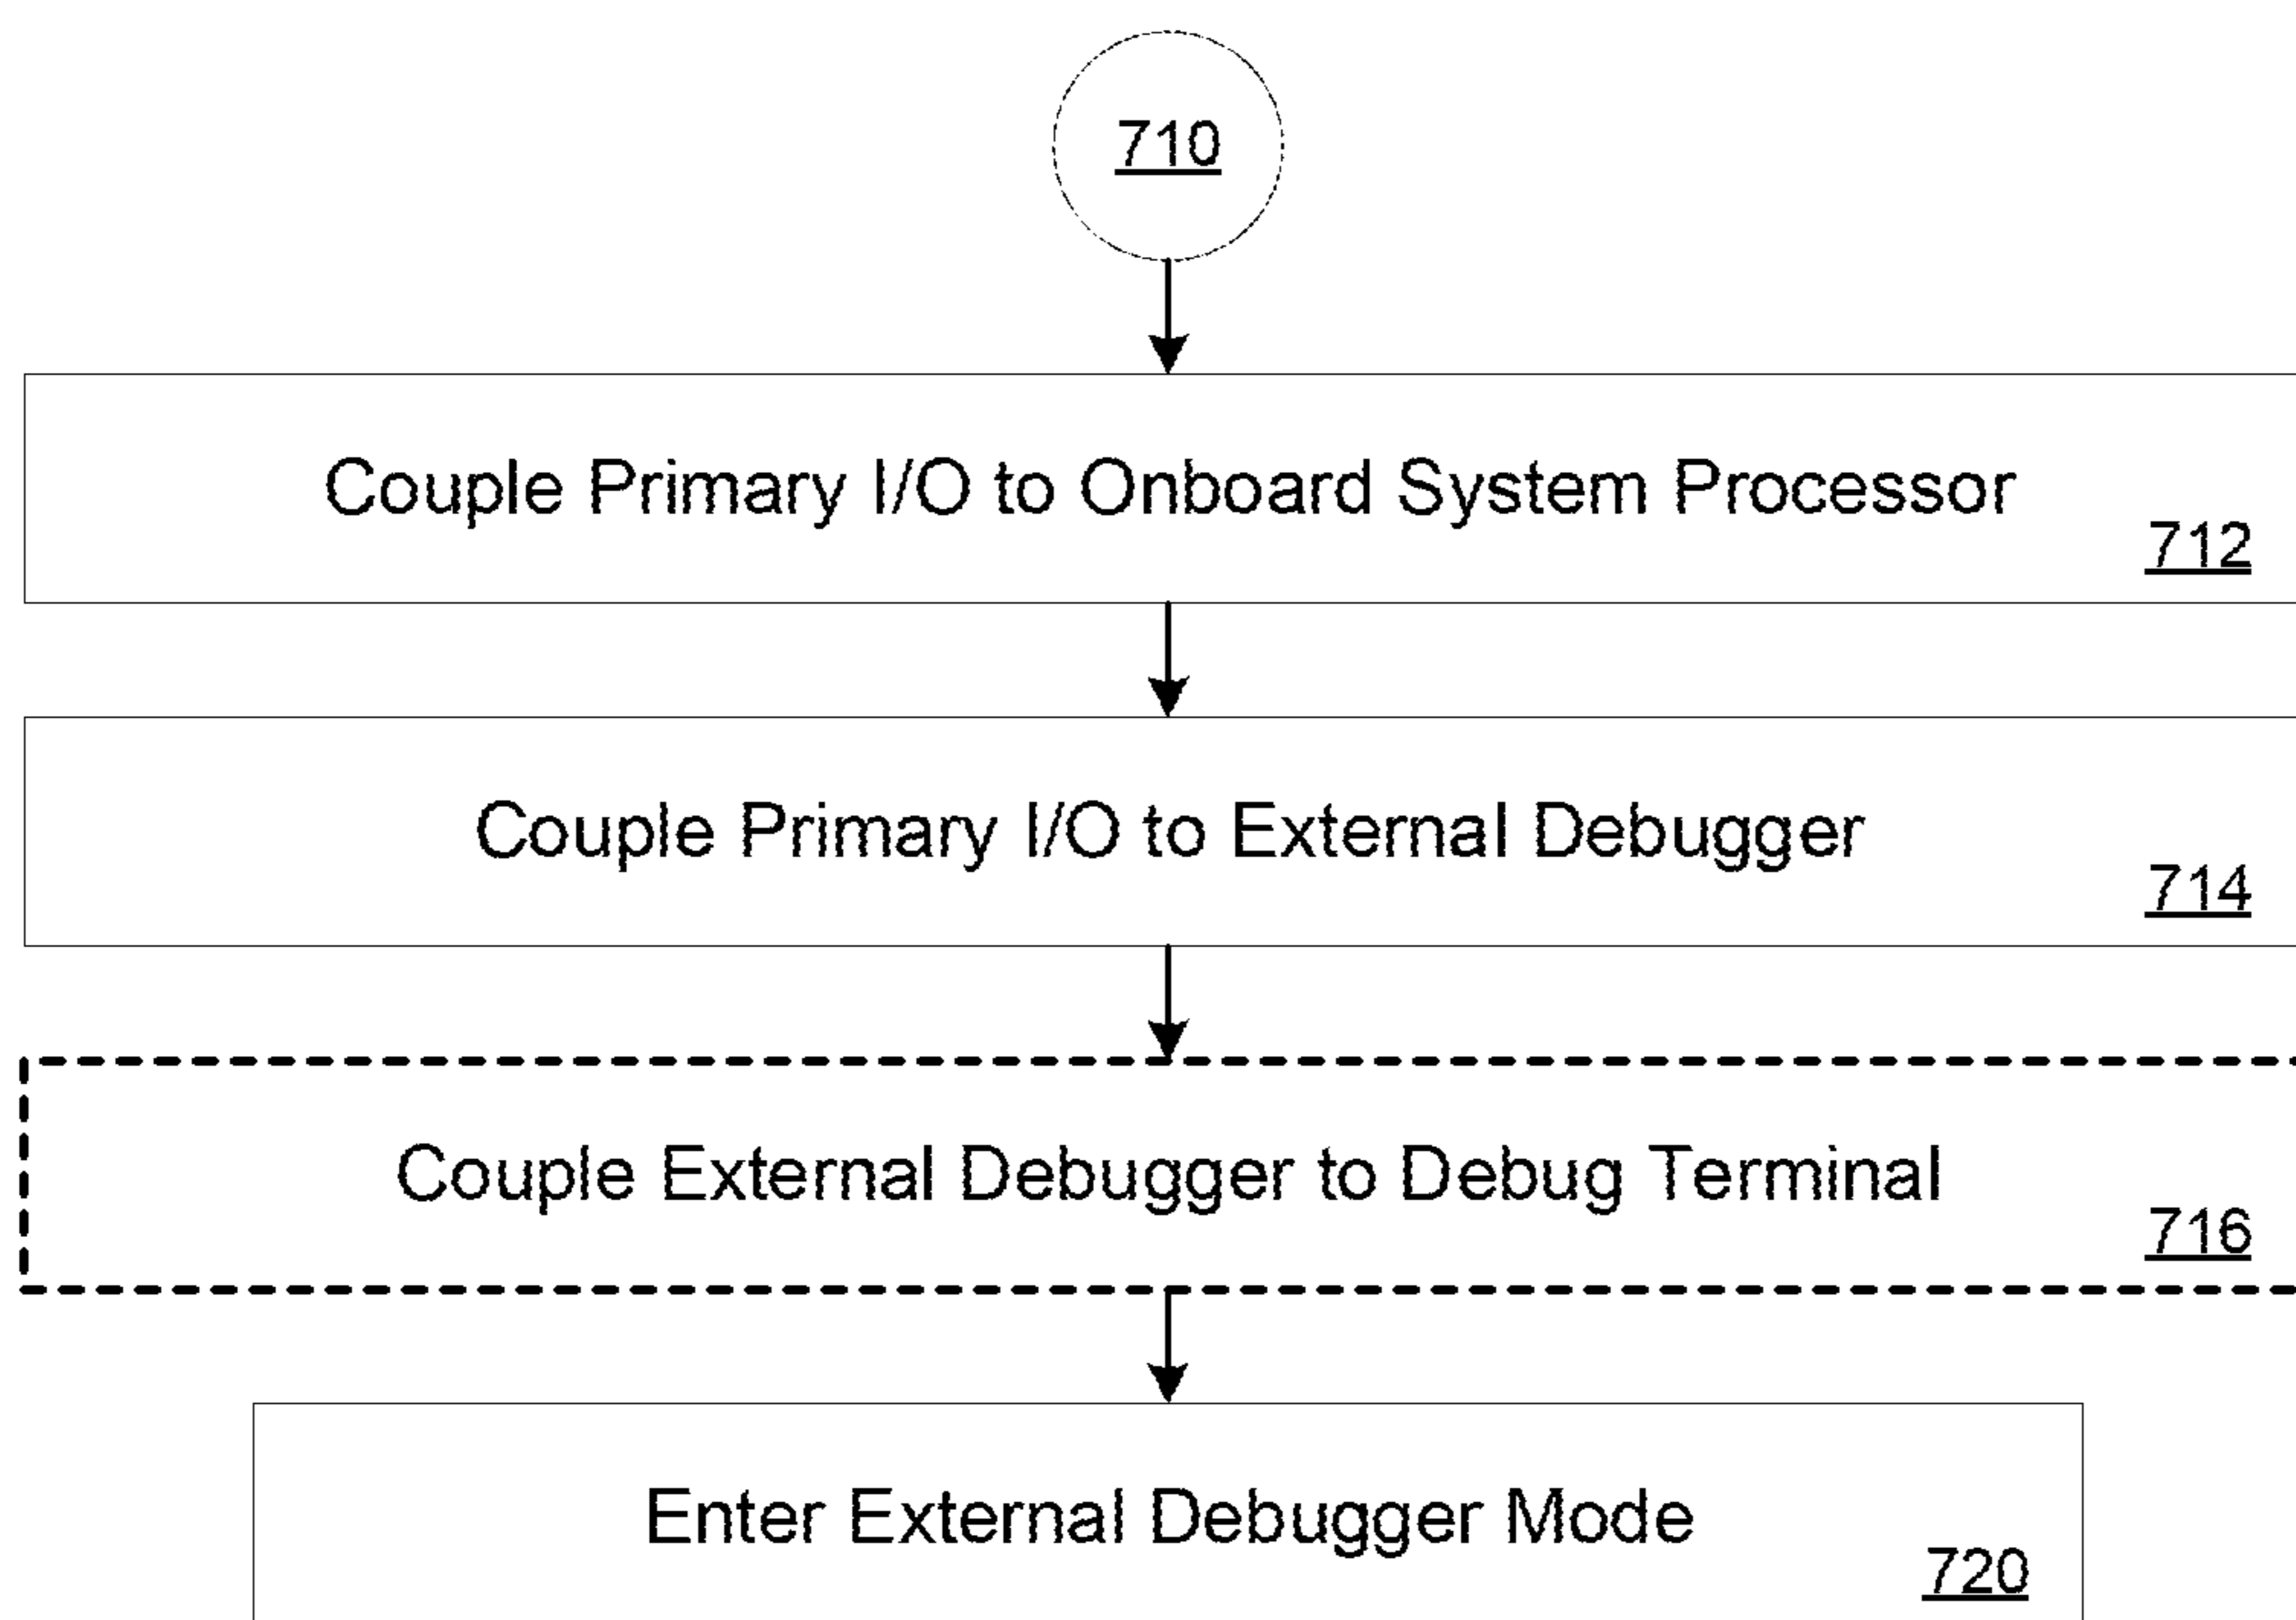 710
Couple Primary I/O to Onboard System Processor
712
Couple Primary I/O to External Debugger
714
Couple External Debugger to Debug Terminal
716
Enter External Debugger Mode
720